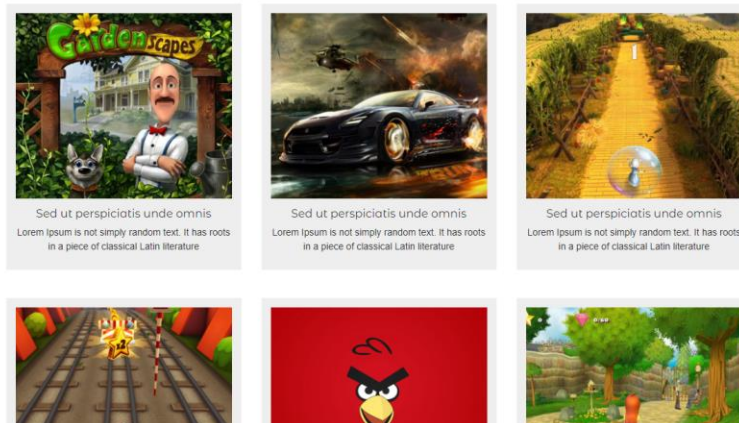 Gardenscapes
Sed ut perspiciatis unde omnis
Lorem Ipsum is not simply random text. It has roots
in a piece of classical Latin literature
Sed ut perspiciatis unde omnis
Lorem Ipsum is not simply random text. It has roots
in a piece of classical Latin literature
Sed ut perspiciatis unde omnis
Lorem Ipsum is not simply random text. It has roots
in a piece of classical Latin literature
x2